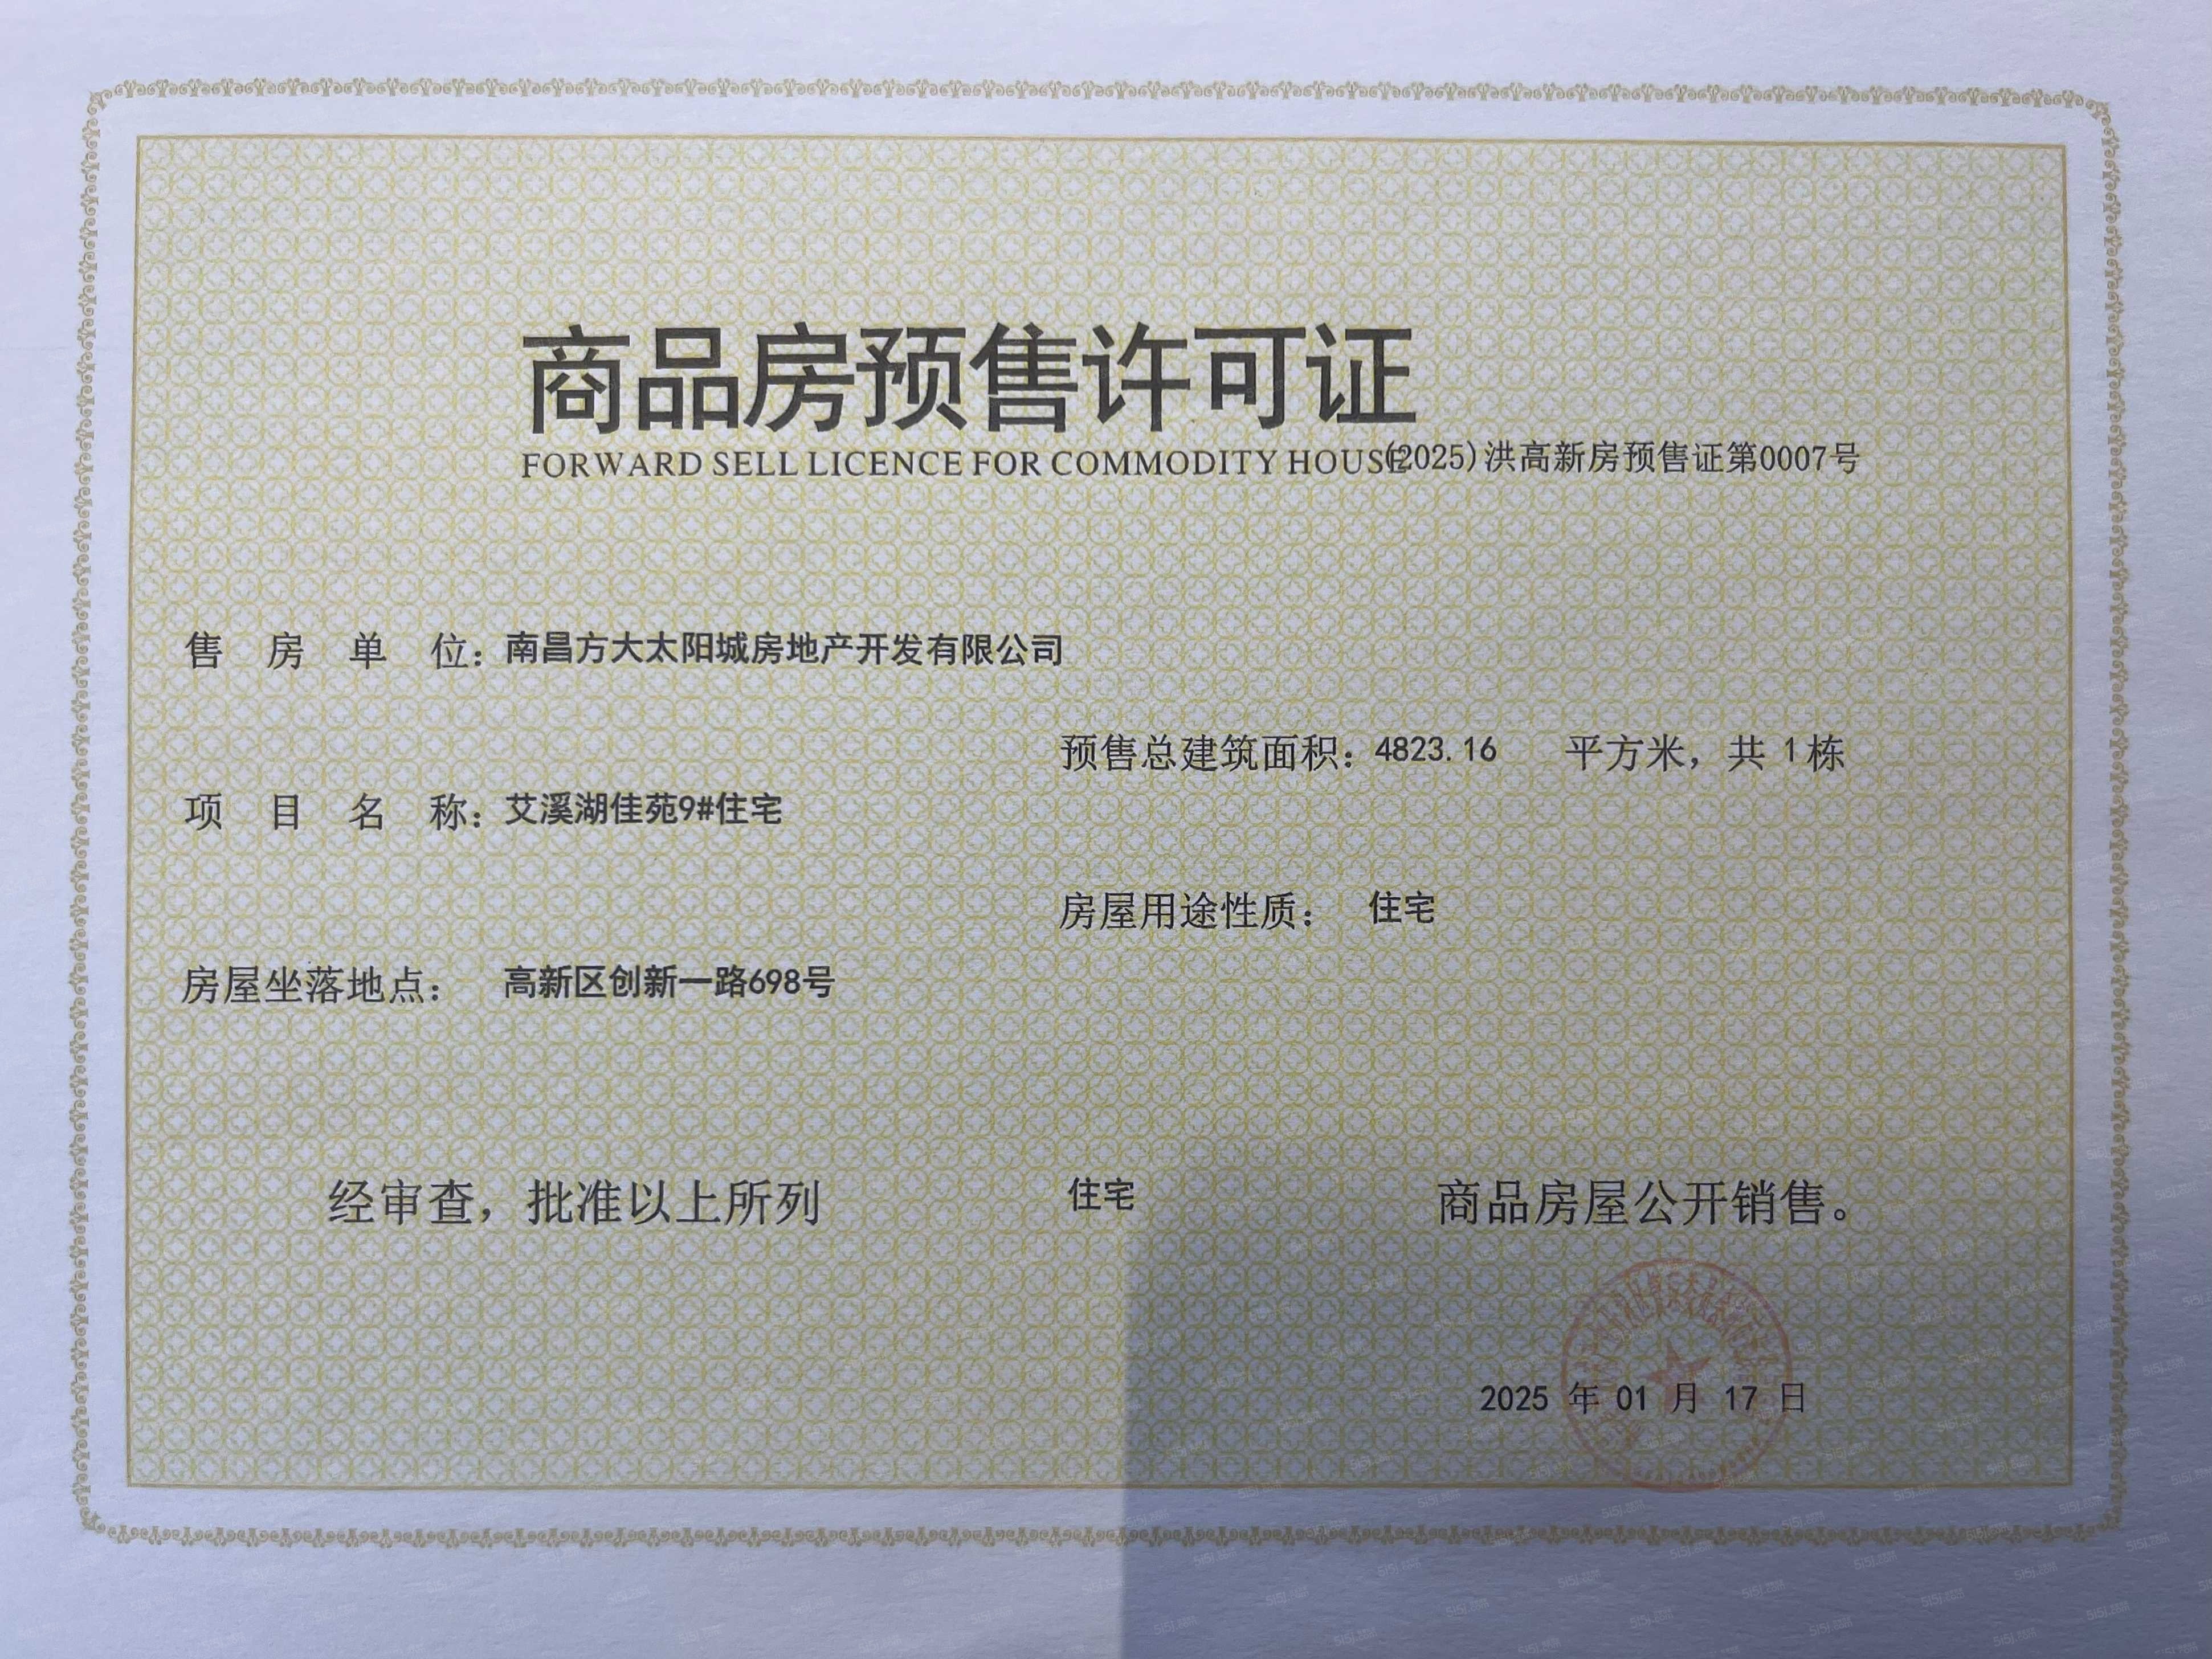 商品房预售许可证
FORWARD SELL LICENCE FOR COMMODITY HOUSE
(2025)洪高新房预售证第0007号
售房单位：南昌方大太阳城房地产开发有限公司
预售总建筑面积：4823.16 平方米，共 1 栋
项目名称：艾溪湖佳苑9#住宅
房屋用途性质： 住宅
房屋坐落地点： 高新区创新一路698号
经审查，批准以上所列 住宅 商品房屋公开销售。
2025 年 01 月 17 日